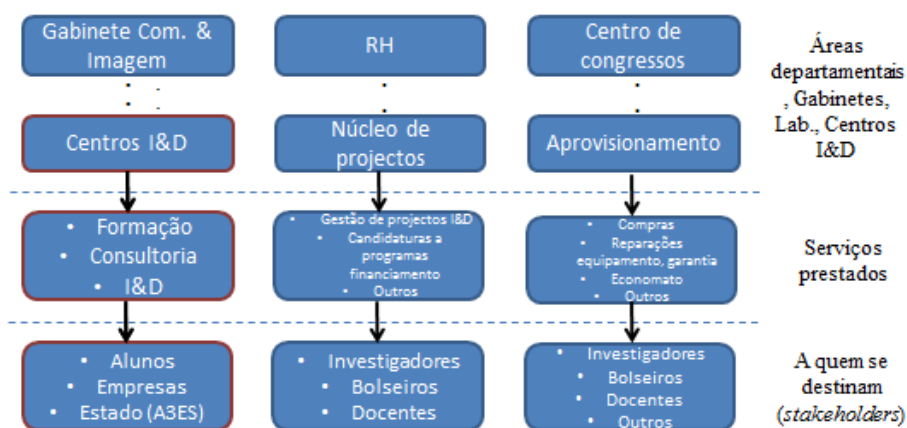 Gabinete Com. &
Imagem
RH
Centro de
congressos
Áreas
departamentais
, Gabinetes,
Lab., Centros
I&D
Centros I&D
Núcleo de
projectos
Aprovisionamento
• Formação
• Consultoria
• I&D
• Gestão de projectos I&D
• Candidaturas a
programas
financiamento
• Outros
• Compras
• Reparações
equipamento, garantia
• Economato
• Outros
Serviços
prestados
• Alunos
• Empresas
• Estado (A3ES)
• Investigadores
• Bolseiros
• Docentes
• Investigadores
• Bolseiros
• Docentes
• Outros
A quem se
destinam
(stakeholders)